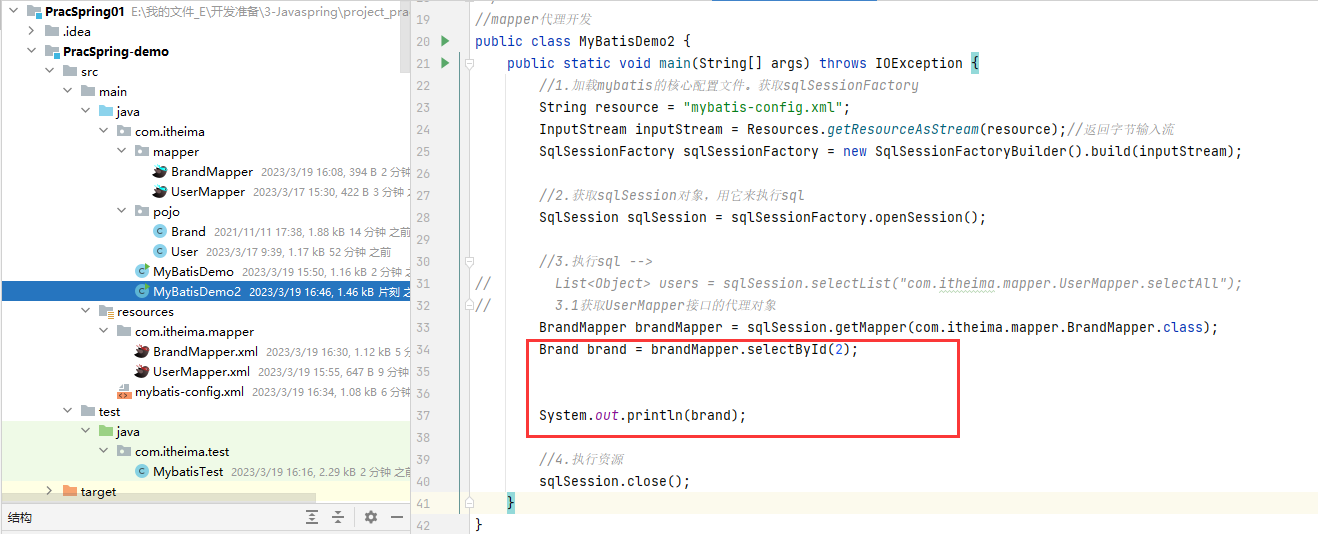 PracSpring01 E:\我的文件_E\开发准备\3-Javaspring\project_pra
.idea
PracSpring-demo
src
main
java
com.itheima
mapper
BrandMapper 2023/3/19 16:08, 394 B 2 分钟
UserMapper 2023/3/17 15:30, 422 B 3 分钟
pojo
Brand 2021/11/11 17:38, 1.88 kB 14 分钟 之前
User 2023/3/17 9:39, 1.17 kB 52 分钟 之前
MyBatisDemo 2023/3/19 15:50, 1.16 kB 2 分钟
MyBatisDemo2 2023/3/19 16:46, 1.46 kB 片刻 之
resources
com.itheima.mapper
BrandMapper.xml 2023/3/19 16:30, 1.12 kB 5 分
UserMapper.xml 2023/3/19 15:55, 647 B 9 分钟
mybatis-config.xml 2023/3/19 16:34, 1.08 kB 6 分
test
java
com.itheima.test
MybatisTest 2023/3/19 16:16, 2.29 kB 2 分钟 之前
target
结构
19 //mapper代理开发
20 public class MyBatisDemo2 {
21 public static void main(String[] args) throws IOException {
22 //1.加载mybatis的核心配置文件。获取sqlSessionFactory
23 String resource = "mybatis-config.xml";
24 InputStream inputStream = Resources.getResourceAsStream(resource);//返回字节输入流
25 SqlSessionFactory sqlSessionFactory = new SqlSessionFactoryBuilder().build(inputStream);
26
27 //2.获取sqlSession对象，用它来执行sql
28 SqlSession sqlSession = sqlSessionFactory.openSession();
29
30 //3.执行sql -->
31 // List<Object> users = sqlSession.selectList("com.itheima.mapper.UserMapper.selectAll");
32 // 3.1获取UserMapper接口的代理对象
33 BrandMapper brandMapper = sqlSession.getMapper(com.itheima.mapper.BrandMapper.class);
34 Brand brand = brandMapper.selectById(2);
35
36
37 System.out.println(brand);
38
39 //4.执行资源
40 sqlSession.close();
41 }
42 }